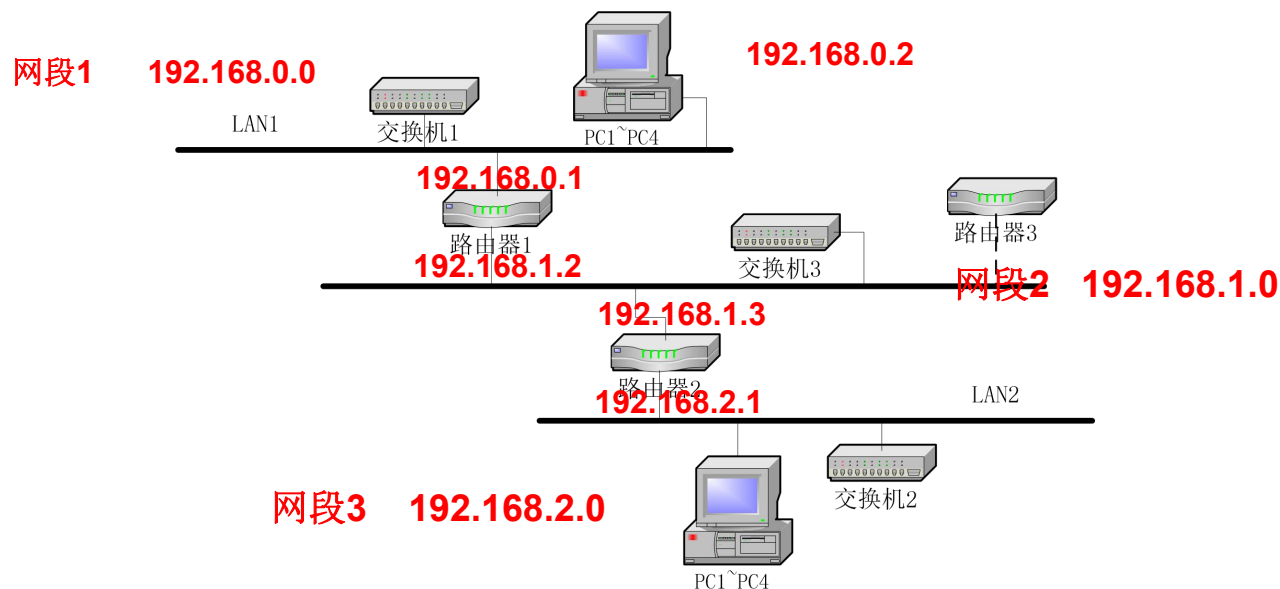 网段1 192.168.0.0
192.168.0.2
LAN1
交换机1
PC1~PC4
192.168.0.1
路由器1
192.168.1.2
交换机3
路由器3
网段2 192.168.1.0
192.168.1.3
路由器2
192.168.2.1
LAN2
网段3 192.168.2.0
交换机2
PC1~PC4